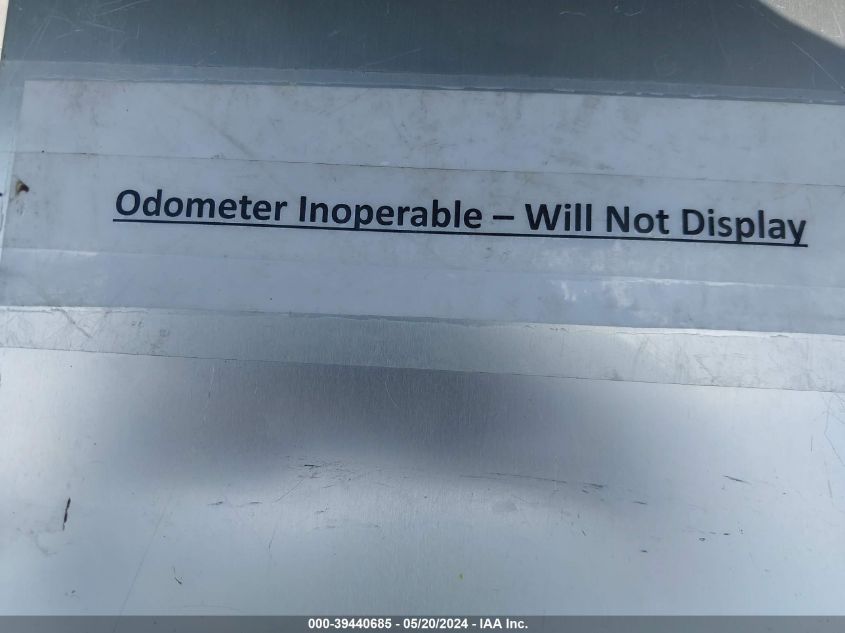 Odometer Inoperable – Will Not Display
000-39440685 - 05/20/2024 - IAA Inc.